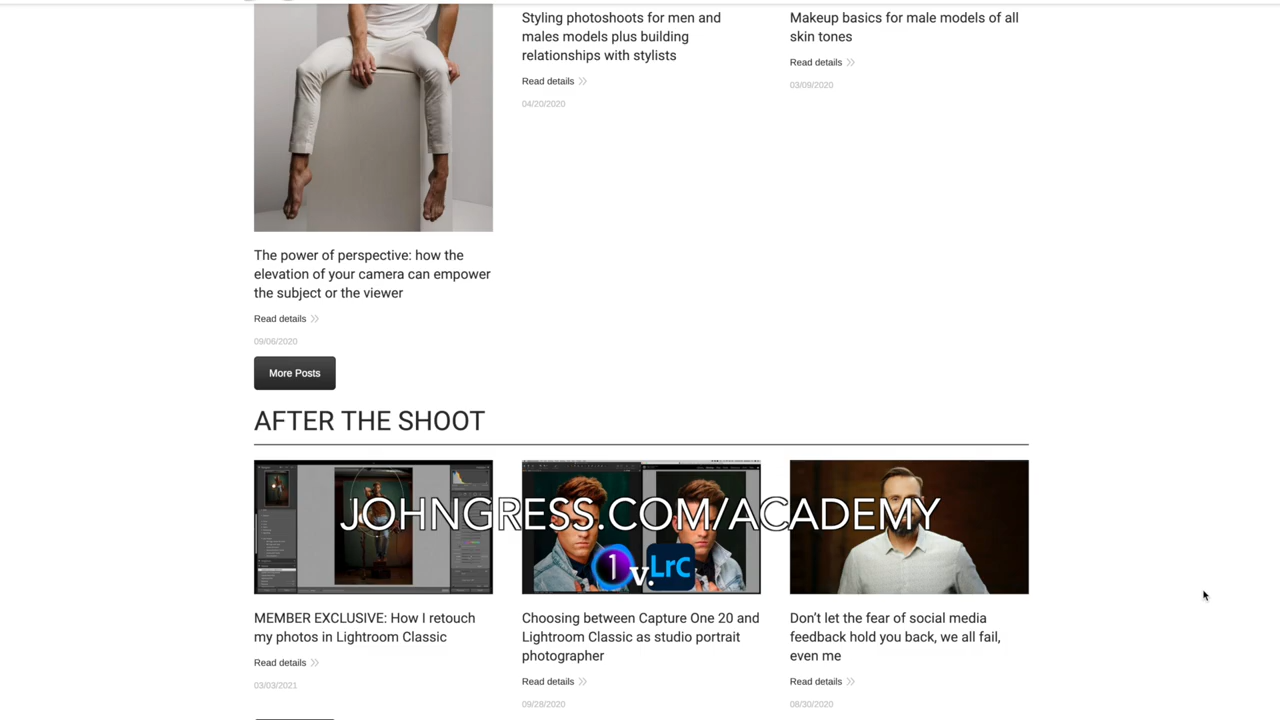 Styling photoshoots for men and
males models plus building
relationships with stylists
Read details
04/20/2020
Makeup basics for male models of all
skin tones
Read details
03/09/2020
The power of perspective: how the
elevation of your camera can empower
the subject or the viewer
Read details
09/06/2020
More Posts
AFTER THE SHOOT
JOHNGRESS.COM/ACADEMY
1 v. LrC
MEMBER EXCLUSIVE: How I retouch
my photos in Lightroom Classic
Read details
03/03/2021
Choosing between Capture One 20 and
Lightroom Classic as studio portrait
photographer
Read details
09/28/2020
Don’t let the fear of social media
feedback hold you back, we all fail,
even me
Read details
08/30/2020